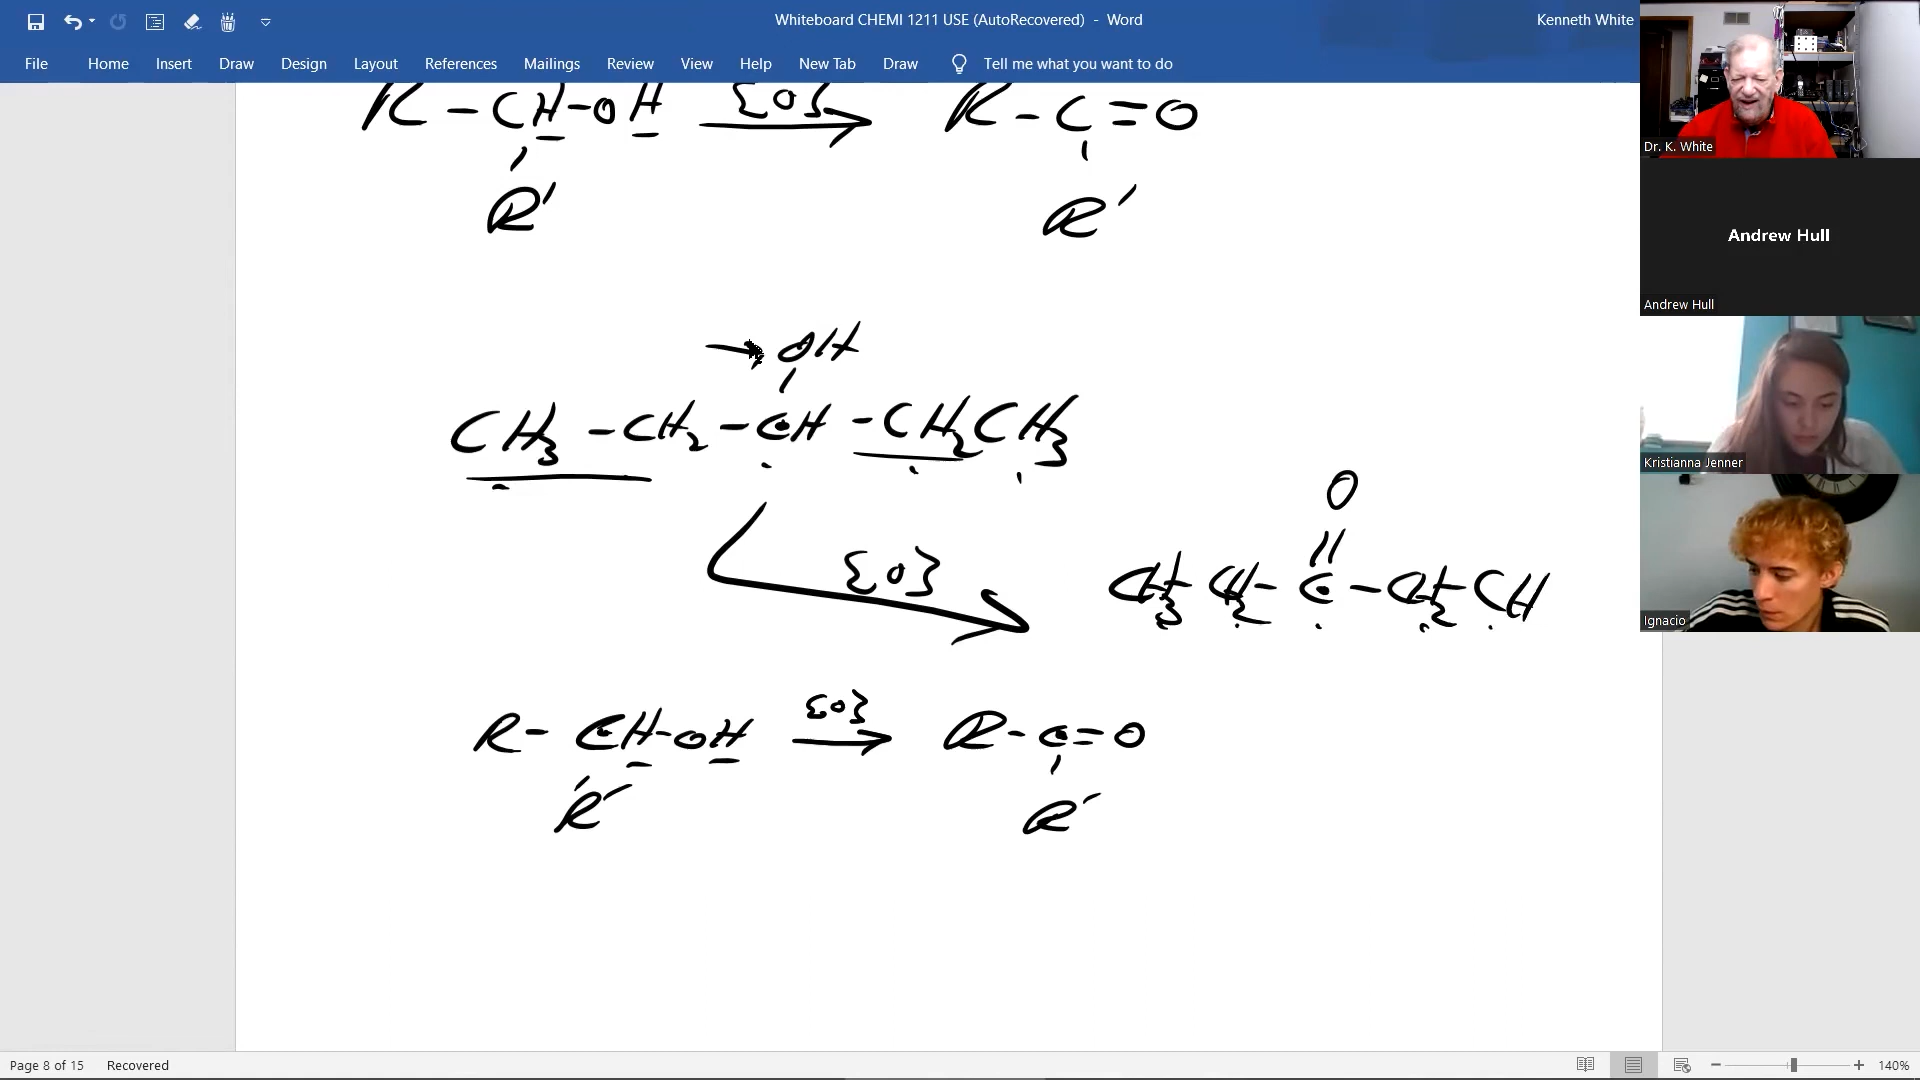 Whiteboard CHEMI 1211 USE (AutoRecovered) - Word
Kenneth White
File Home Insert Draw Design Layout References Mailings Review View Help New Tab Draw Tell me what you want to do
R - CH - OH {O} R - C = O
R' R'
OH
CH3 - CH2 - CH - CH2CH3
O
{O}
CH3 CH2 - C - CH2 - CH
R - CH - OH {O} R - C = O
R' R'
Dr. K. White
Andrew Hull
Andrew Hull
Kristianna Jenner
Ignacio
Page 8 of 15 Recovered
140%